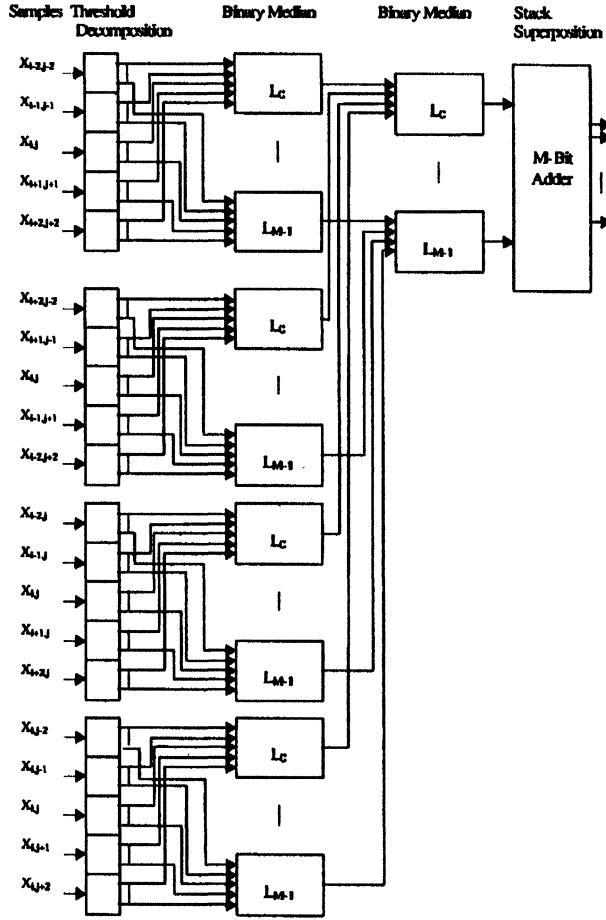 Samples Threshold Decomposition
Binary Median
Binary Median
Stack Superposition
Xi-2,j-2
Xi-1,j-1
Xi,j
Xi+1,j+1
Xi+2,j+2
LC
LM-1
LC
LM-1
M-Bit
Adder
Xi+2,j-2
Xi+1,j-1
Xi,j
Xi-1,j+1
Xi-2,j+2
LC
LM-1
Xi-2,j
Xi-1,j
Xi,j
Xi+1,j
Xi+2,j
LC
LM-1
Xi,j-2
Xi,j-1
Xi,j
Xi,j+1
Xi,j+2
LC
LM-1